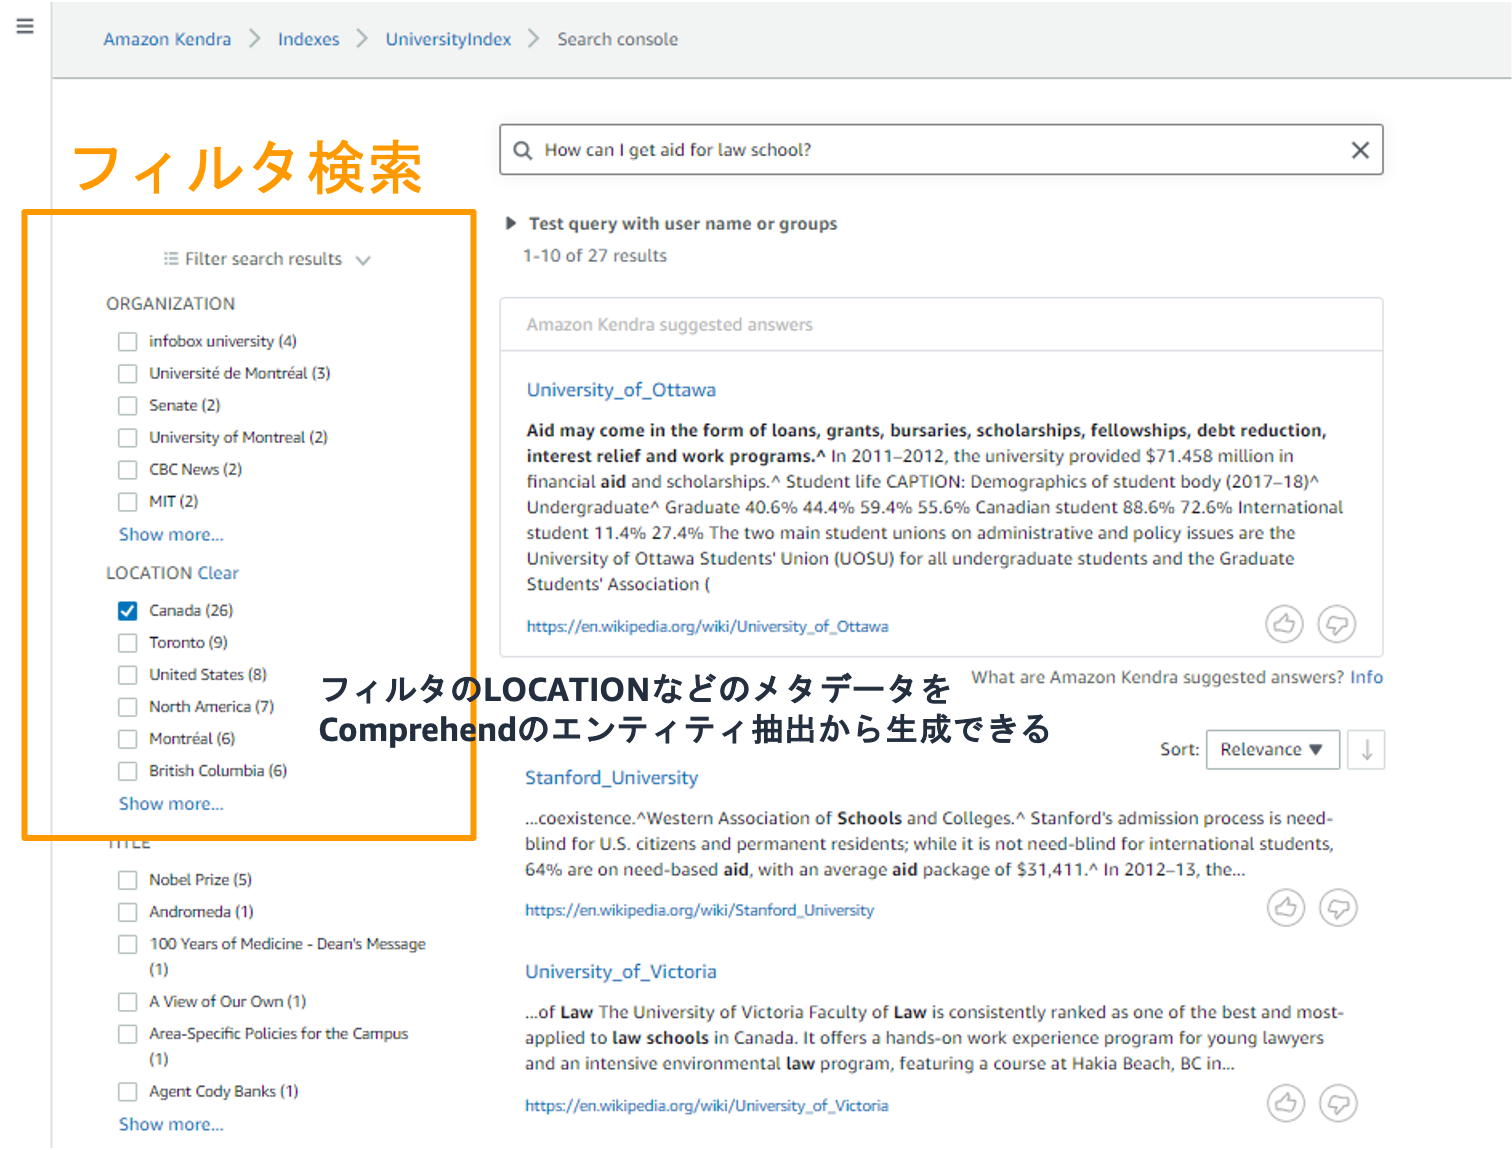 Amazon Kendra > Indexes > UniversityIndex > Search console
フィルタ検索
How can I get aid for law school?
Test query with user name or groups
1-10 of 27 results
Filter search results
ORGANIZATION
infobox university (4)
Université de Montréal (3)
Senate (2)
University of Montreal (2)
CBC News (2)
MIT (2)
Show more...
LOCATION Clear
Canada (26)
Toronto (9)
United States (8)
North America (7)
Montréal (6)
British Columbia (6)
Show more...
TITLE
Nobel Prize (5)
Andromeda (1)
100 Years of Medicine - Dean's Message
(1)
A View of Our Own (1)
Area-Specific Policies for the Campus
(1)
Agent Cody Banks (1)
Show more...
Amazon Kendra suggested answers
University_of_Ottawa
Aid may come in the form of loans, grants, bursaries, scholarships, fellowships, debt reduction,
interest relief and work programs.^ In 2011–2012, the university provided $71.458 million in
financial aid and scholarships.^ Student life CAPTION: Demographics of student body (2017–18)^
Undergraduate^ Graduate 40.6% 44.4% 59.4% 55.6% Canadian student 88.6% 72.6% International
student 11.4% 27.4% The two main student unions on administrative and policy issues are the
University of Ottawa Students' Union (UOSU) for all undergraduate students and the Graduate
Students' Association (
https://en.wikipedia.org/wiki/University_of_Ottawa
What are Amazon Kendra suggested answers? Info
フィルタのLOCATIONなどのメタデータを
Comprehendのエンティティ抽出から生成できる
Sort: Relevance
Stanford_University
...coexistence.^Western Association of Schools and Colleges.^ Stanford's admission process is need-
blind for U.S. citizens and permanent residents; while it is not need-blind for international students,
64% are on need-based aid, with an average aid package of $31,411.^ In 2012–13, the...
https://en.wikipedia.org/wiki/Stanford_University
University_of_Victoria
...of Law The University of Victoria Faculty of Law is consistently ranked as one of the best and most-
applied to law schools in Canada. It offers a hands-on work experience program for young lawyers
and an intensive environmental law program, featuring a course at Hakia Beach, BC in...
https://en.wikipedia.org/wiki/University_of_Victoria